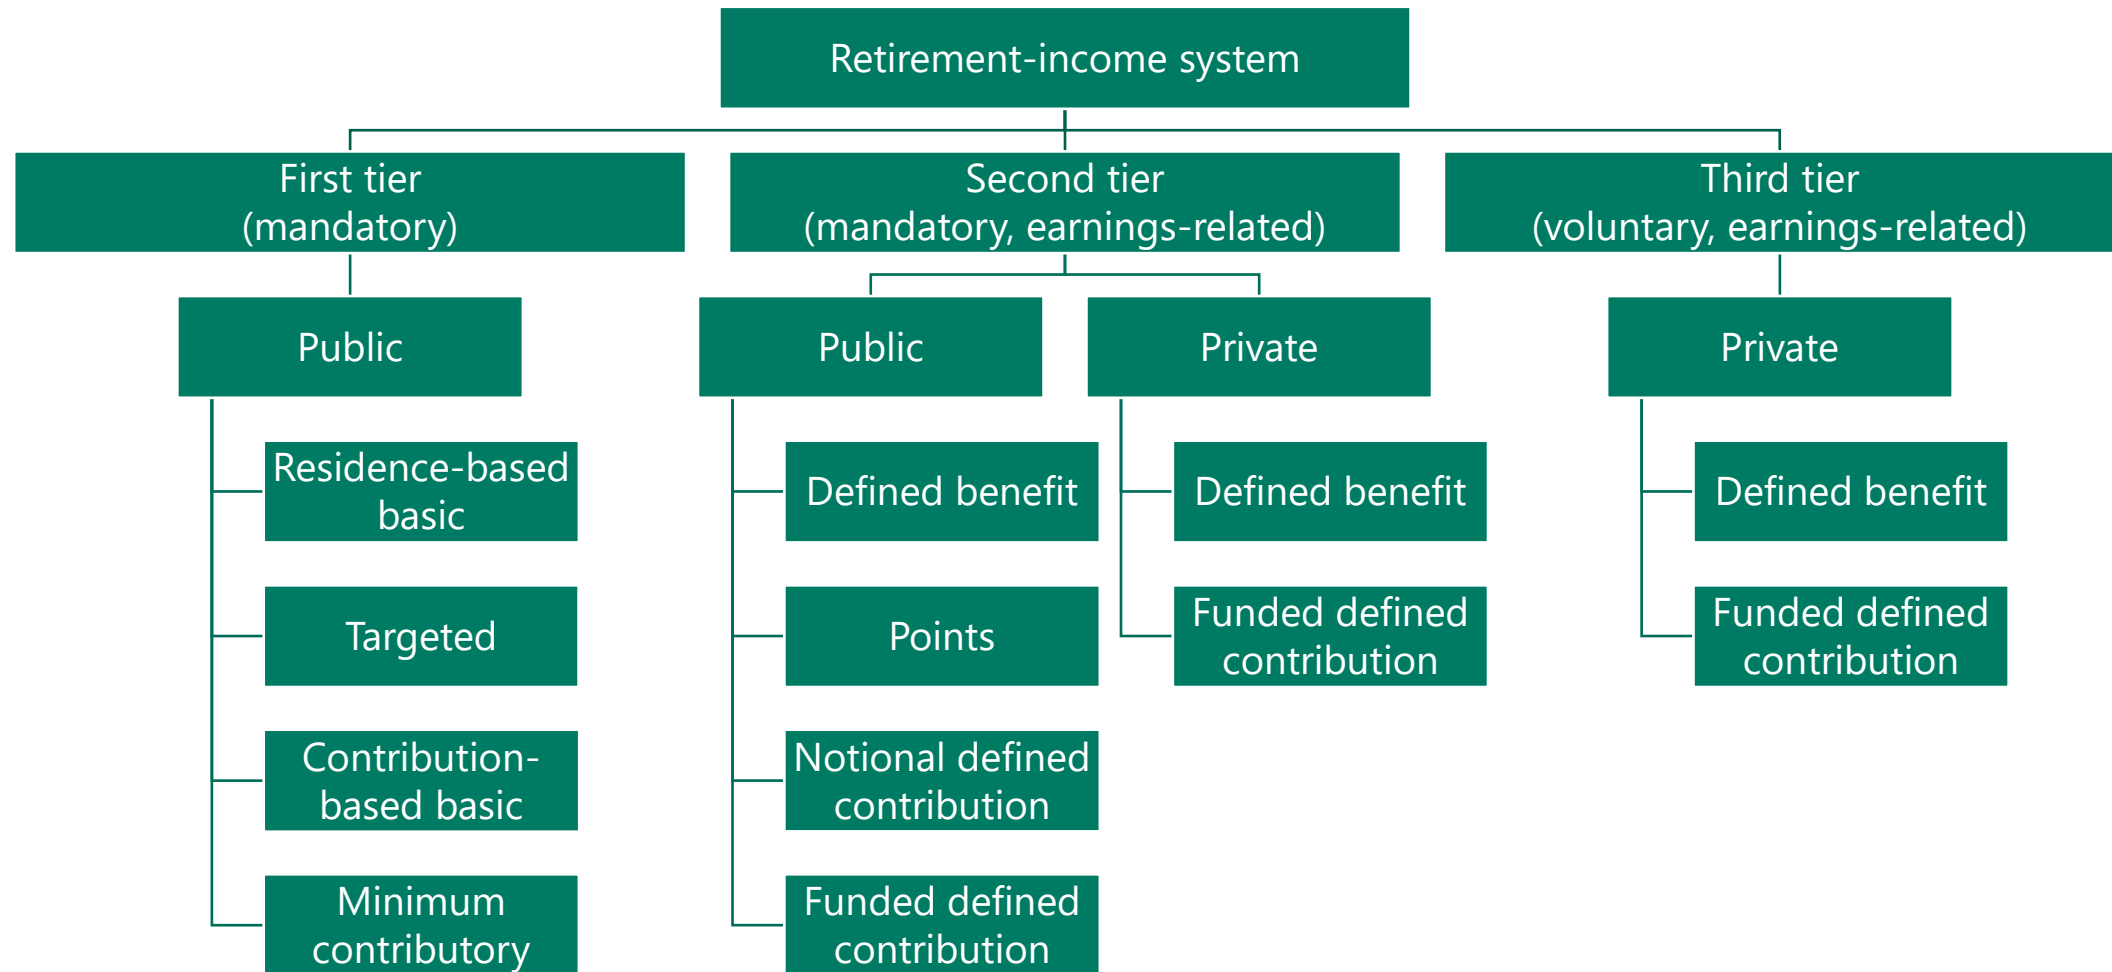 Retirement-income system
First tier
(mandatory)
Second tier
(mandatory, earnings-related)
Third tier
(voluntary, earnings-related)
Public
Public
Private
Private
Residence-based
basic
Targeted
Contribution-
based basic
Minimum
contributory
Defined benefit
Points
Notional defined
contribution
Funded defined
contribution
Defined benefit
Funded defined
contribution
Defined benefit
Funded defined
contribution